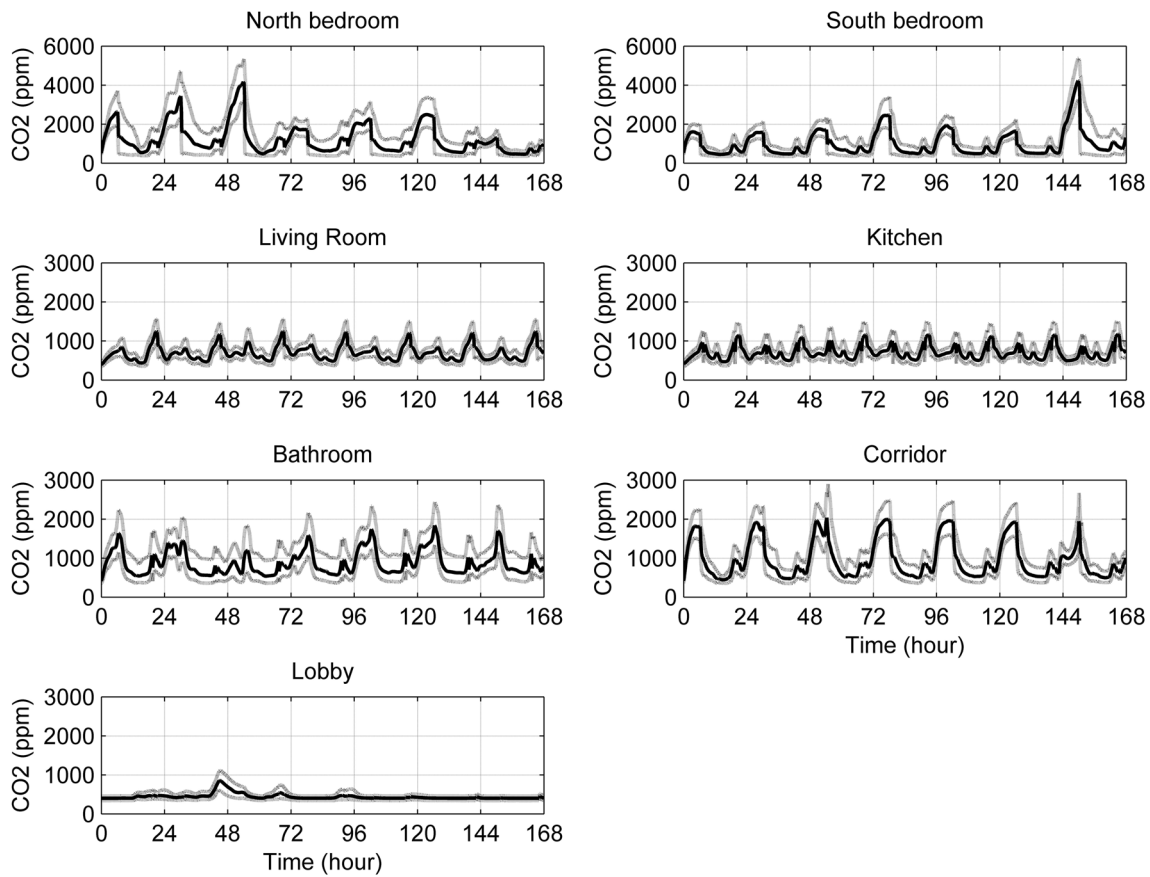 North bedroom
CO2 (ppm)
6000
4000
2000
0
0 24 48 72 96 120 144 168
South bedroom
CO2 (ppm)
6000
4000
2000
0
0 24 48 72 96 120 144 168
Living Room
CO2 (ppm)
3000
2000
1000
0
0 24 48 72 96 120 144 168
Kitchen
CO2 (ppm)
3000
2000
1000
0
0 24 48 72 96 120 144 168
Bathroom
CO2 (ppm)
3000
2000
1000
0
0 24 48 72 96 120 144 168
Corridor
CO2 (ppm)
3000
2000
1000
0
0 24 48 72 96 120 144 168
Time (hour)
Lobby
CO2 (ppm)
3000
2000
1000
0
0 24 48 72 96 120 144 168
Time (hour)